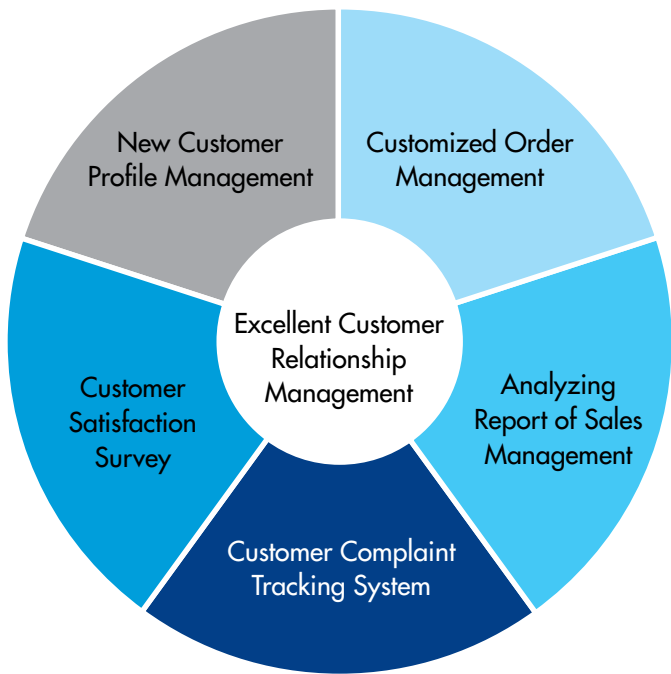 New Customer
Profile Management
Customized Order
Management
Excellent Customer
Relationship
Management
Customer
Satisfaction
Survey
Analyzing
Report of Sales
Management
Customer Complaint
Tracking System